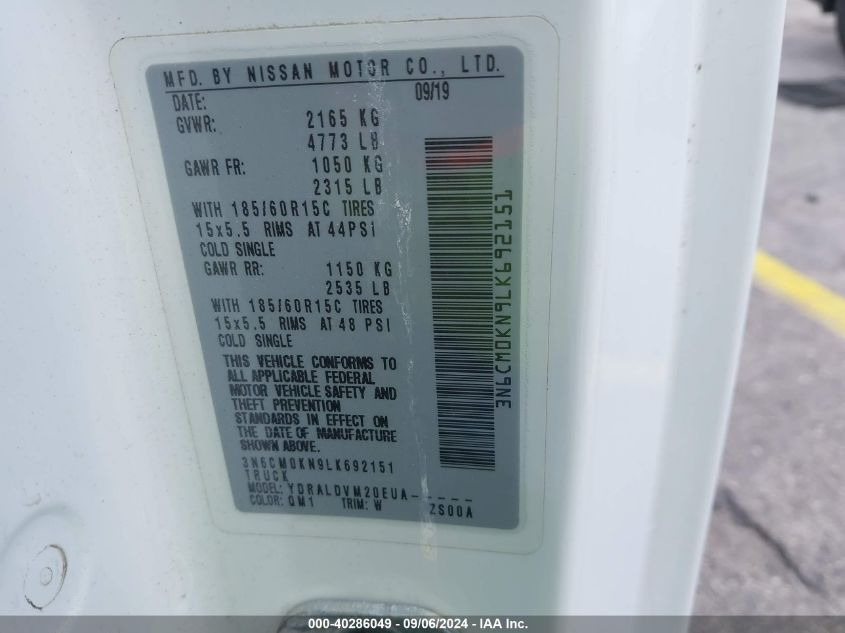 MFD. BY NISSAN MOTOR CO., LTD.
DATE: 09/19
GVWR: 2165 KG
4773 LB
GAWR FR: 1050 KG
2315 LB
WITH 185/60R15C TIRES
15x5.5 RIMS AT 44PSi
COLD SINGLE
GAWR RR: 1150 KG
2535 LB
WITH 185/60R15C TIRES
15x5.5 RIMS AT 48 PSI
COLD SINGLE
THIS VEHICLE CONFORMS TO
ALL APPLICABLE FEDERAL
MOTOR VEHICLE SAFETY AND
THEFT PREVENTION
STANDARDS IN EFFECT ON
THE DATE OF MANUFACTURE
SHOWN ABOVE.
3N6CM0KN9LK692151
TRUCK
MODEL: YDRALDVM20EUA-----
COLOR: QM1 TRIM: W ZS00A
3N6CM0KN9LK692151
000-40286049 - 09/06/2024 - IAA Inc.